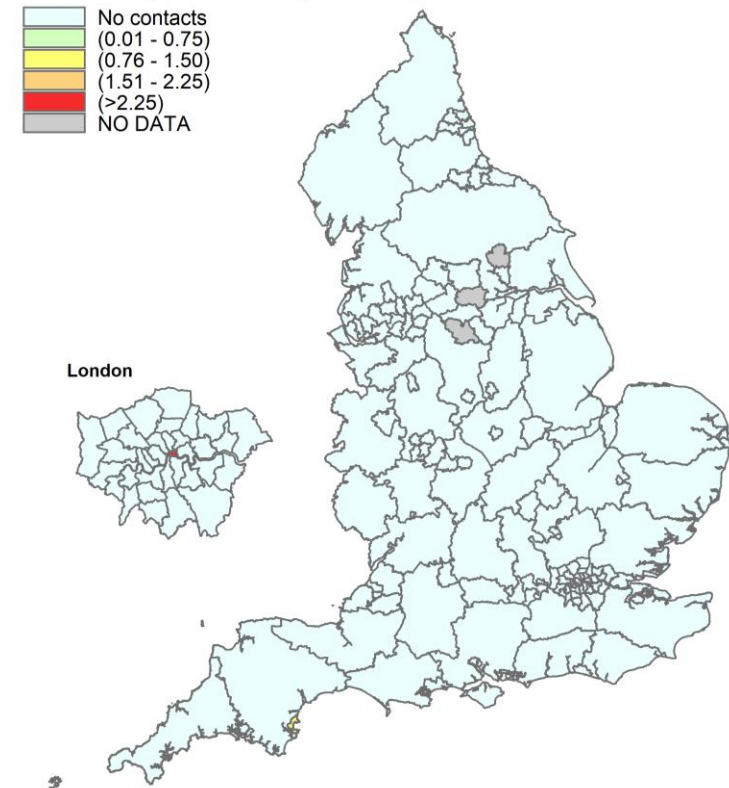 No contacts
(0.01 - 0.75)
(0.76 - 1.50)
(1.51 - 2.25)
(>2.25)
NO DATA
London